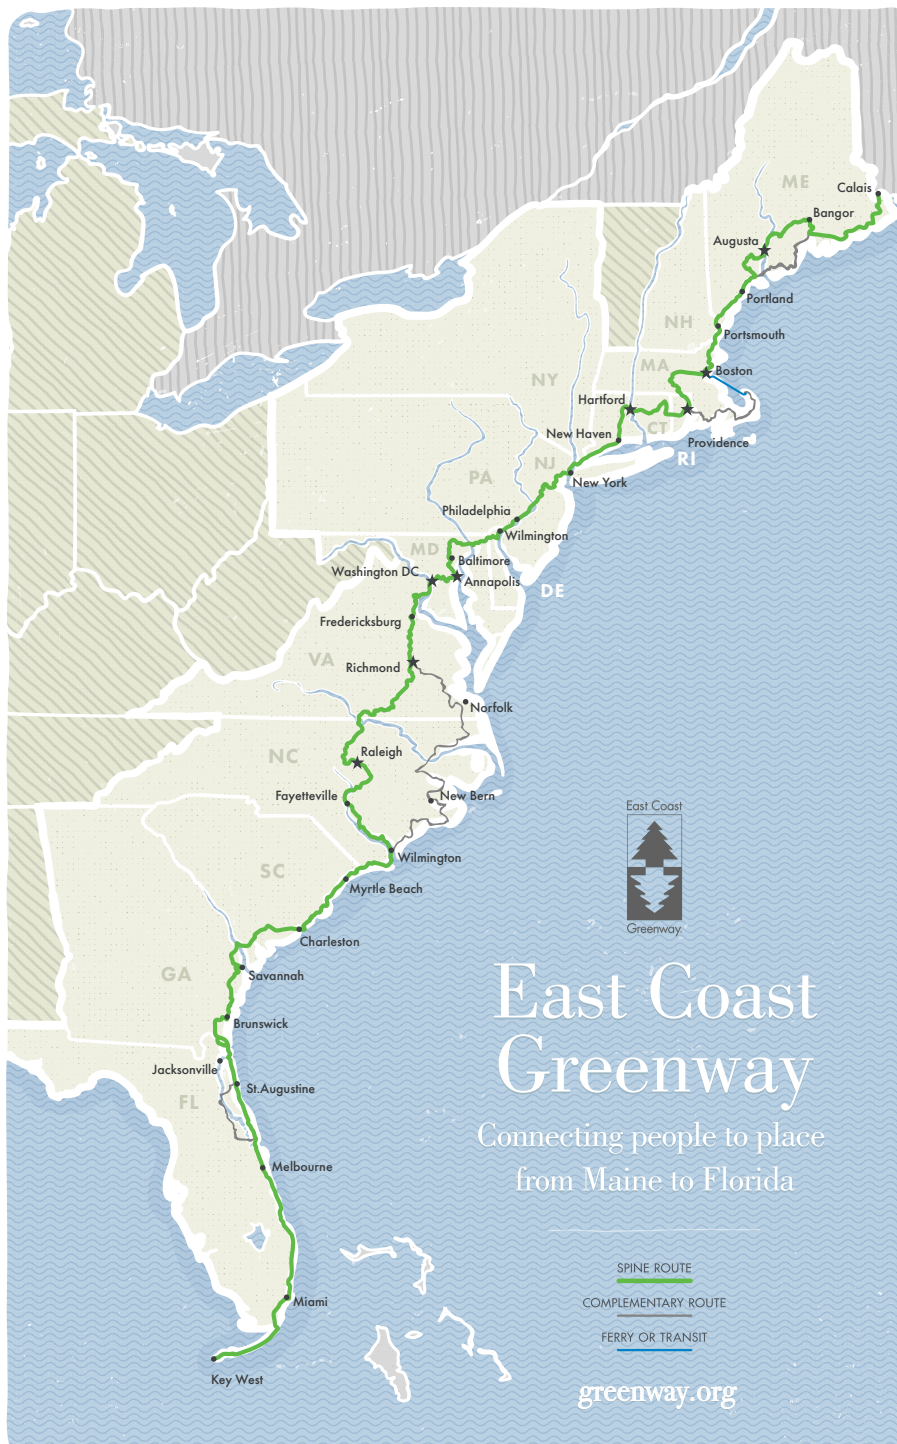 ME
Calais
Bangor
Augusta
Portland
NH
Portsmouth
MA
Boston
NY
Hartford
CT
New Haven
Providence
RI
NJ
PA
New York
Philadelphia
Wilmington
MD
Baltimore
Washington DC
Annapolis
DE
Fredericksburg
VA
Richmond
Norfolk
NC
Raleigh
Fayetteville
New Bern
Wilmington
SC
Myrtle Beach
Charleston
GA
Savannah
Brunswick
Jacksonville
St.Augustine
FL
Melbourne
Miami
Key West
East Coast
Greenway
East Coast
Greenway
Connecting people to place
from Maine to Florida
SPINE ROUTE
COMPLEMENTARY ROUTE
FERRY OR TRANSIT
greenway.org